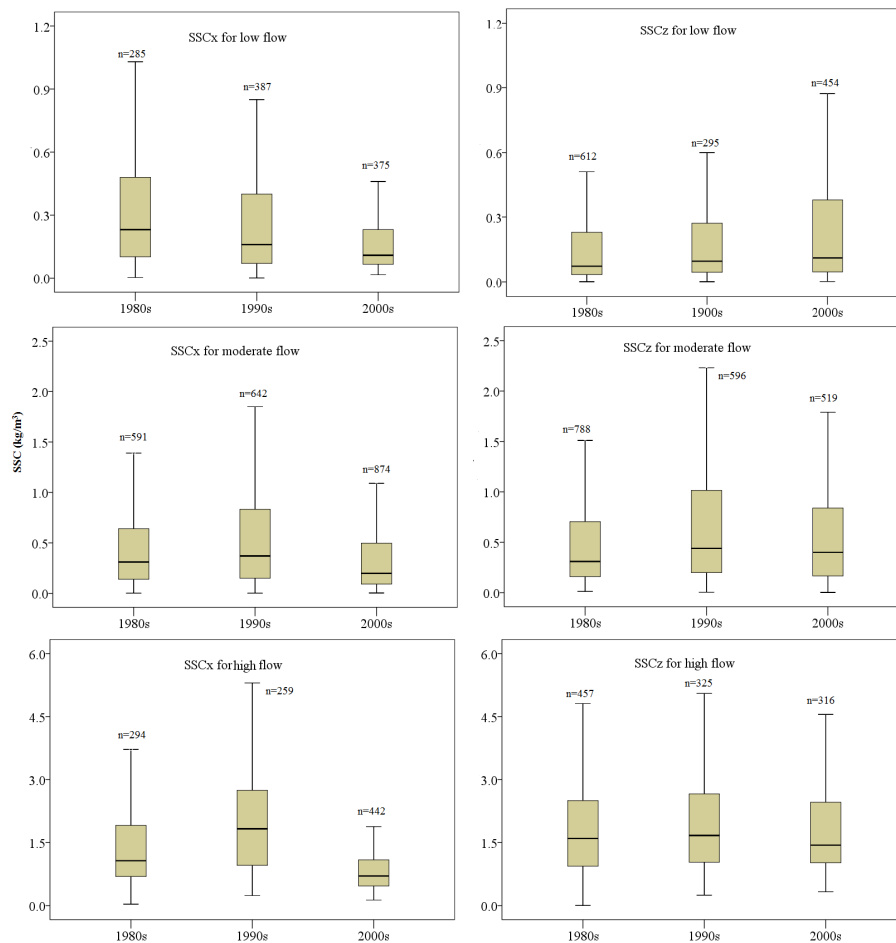 SSCx for low flow
1.2
0.9
0.6
0.3
0.0
n=285
n=387
n=375
1980s 1990s 2000s
SSCz for low flow
1.2
0.9
0.6
0.3
0.0
n=612
n=295
n=454
1980s 1900s 2000s
SSC (kg/m³)
SSCx for moderate flow
2.5
2.0
1.5
1.0
0.5
0.0
n=591
n=642
n=874
1980s 1990s 2000s
SSCz for moderate flow
2.5
2.0
1.5
1.0
0.5
0.0
n=788
n=596
n=519
1980s 1990s 2000s
SSCx for high flow
6.0
4.5
3.0
1.5
0.0
n=294
n=259
n=442
1980s 1990s 2000s
SSCz for high flow
6.0
4.5
3.0
1.5
0.0
n=457
n=325
n=316
1980s 1990s 2000s